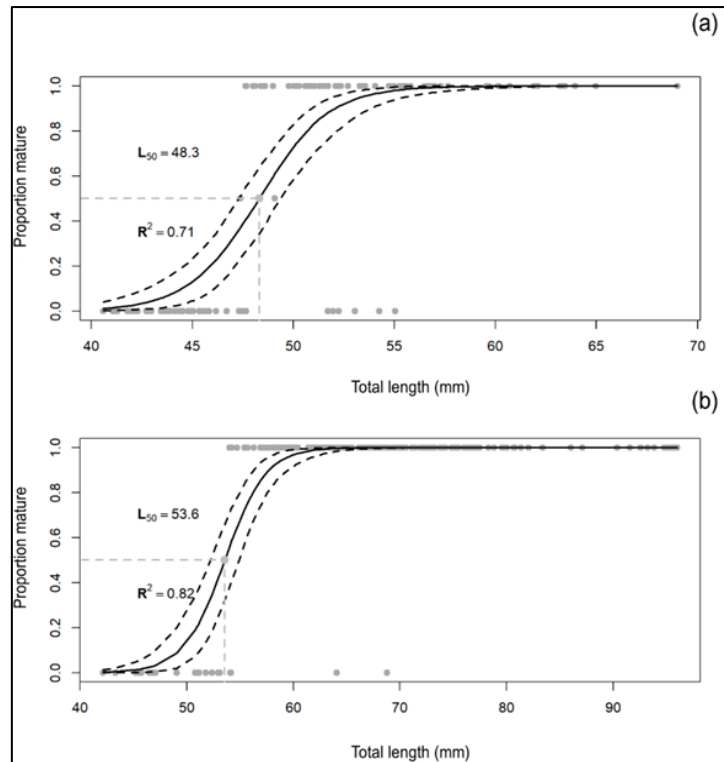 (a)
1.0
0.8
0.6
0.4
0.2
0.0
Proportion mature
L50 = 48.3
R2 = 0.71
40 45 50 55 60 65 70
Total length (mm)
(b)
1.0
0.8
0.6
0.4
0.2
0.0
Proportion mature
L50 = 53.6
R2 = 0.82
40 50 60 70 80 90
Total length (mm)